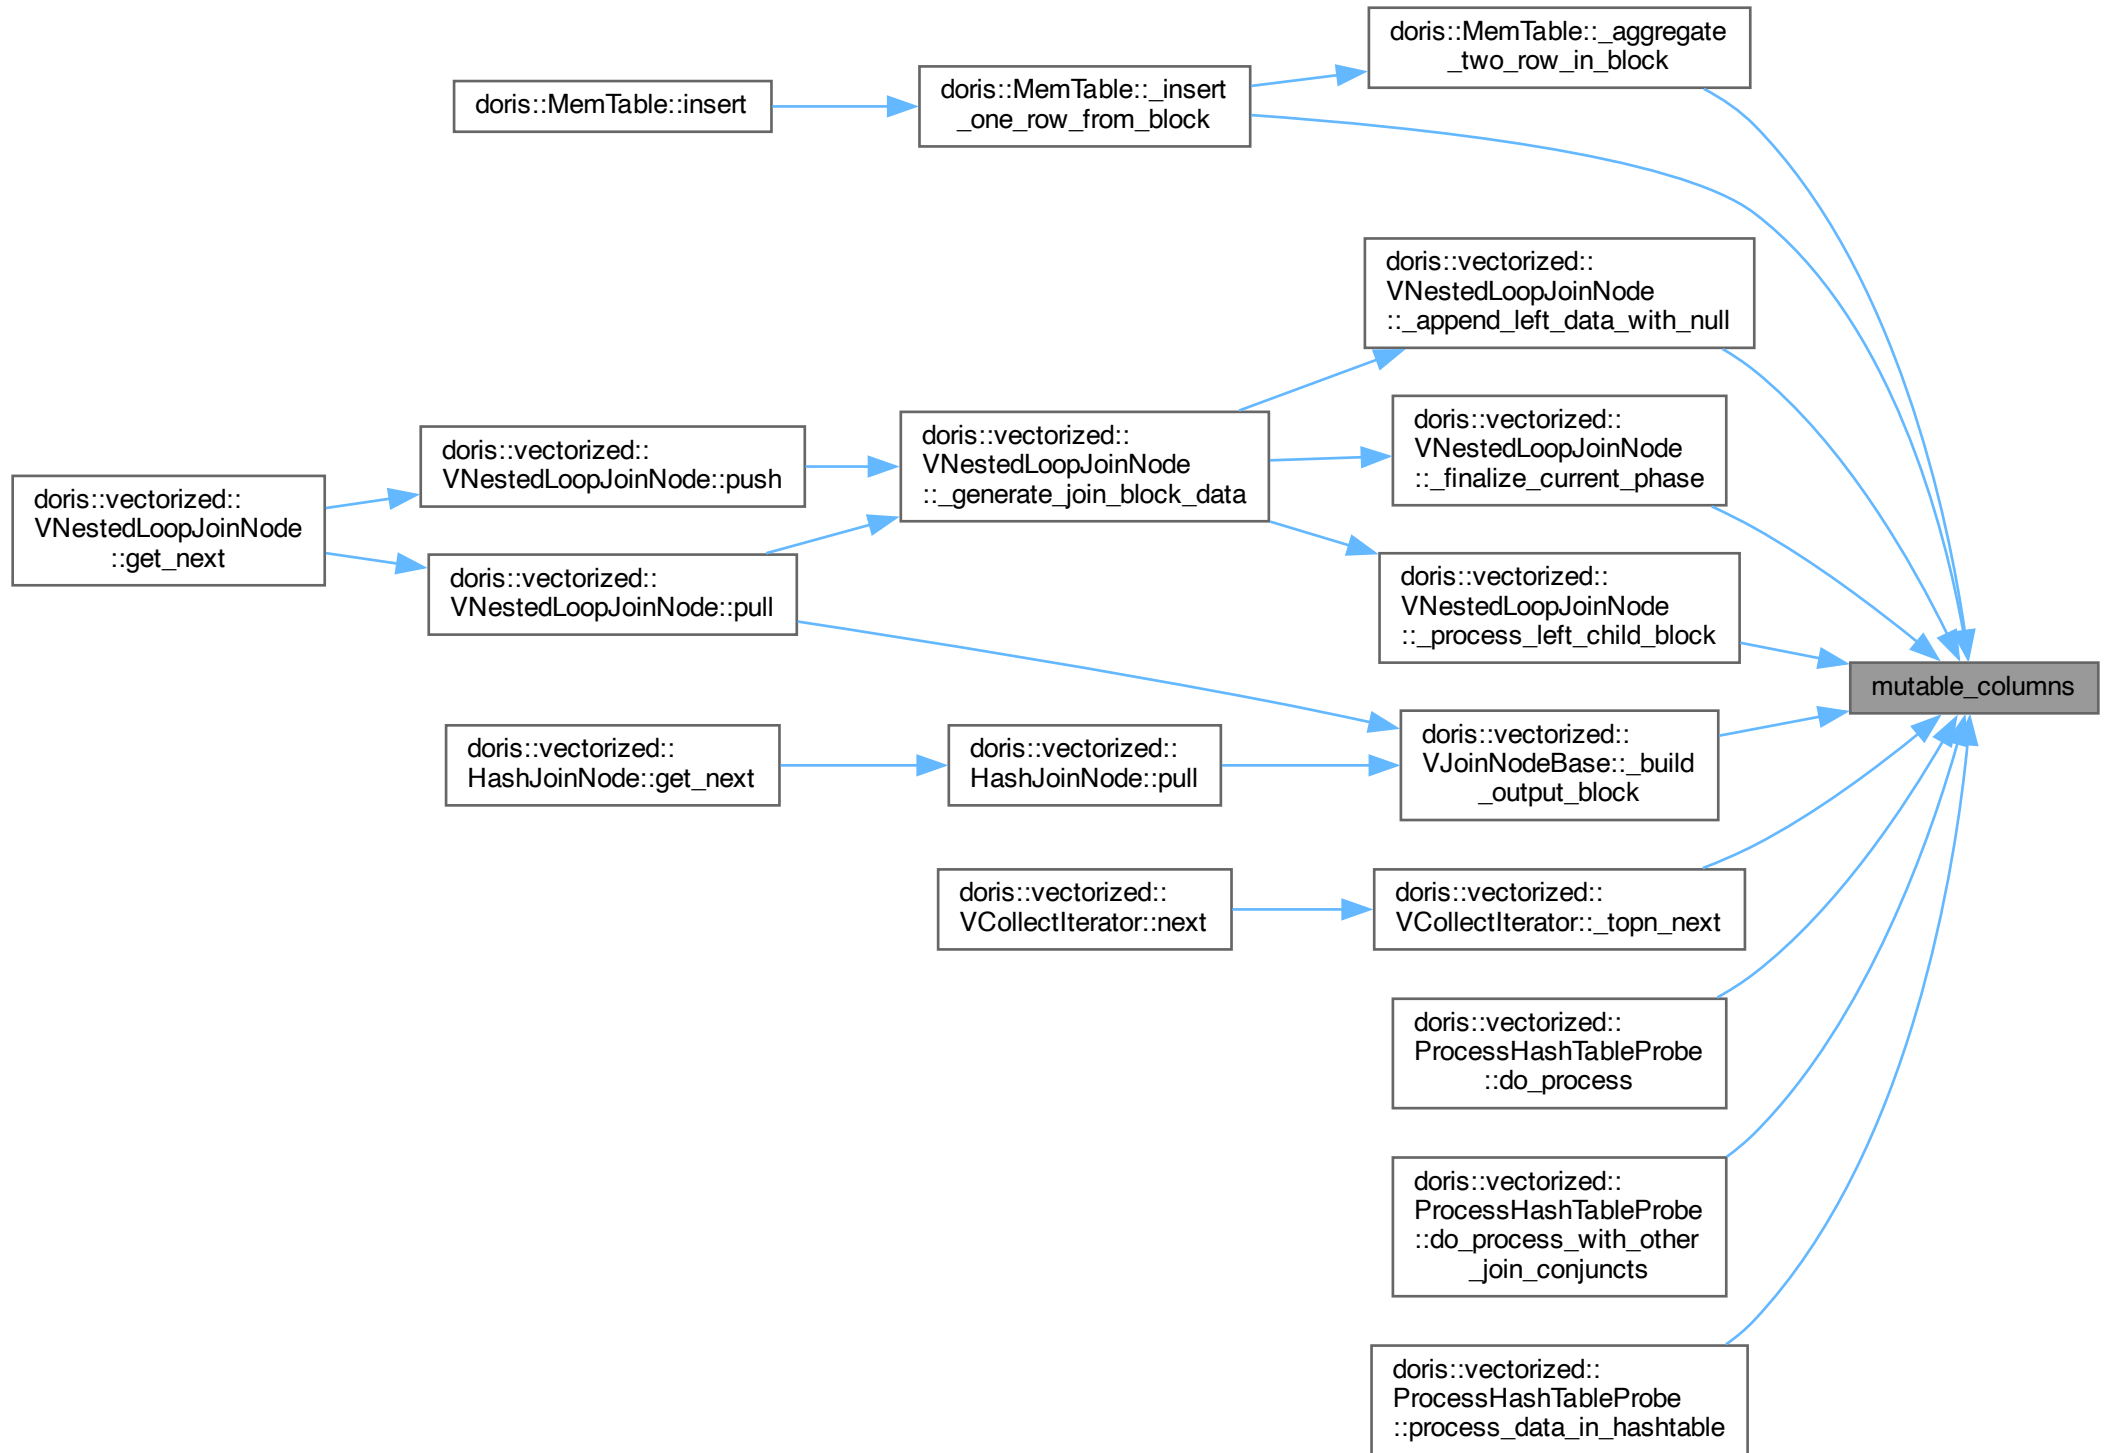 doris::MemTable::_aggregate
_two_row_in_block
doris::MemTable::insert
doris::MemTable::_insert
_one_row_from_block
doris::vectorized::
VNestedLoopJoinNode
::_append_left_data_with_null
doris::vectorized::
VNestedLoopJoinNode
::get_next
doris::vectorized::
VNestedLoopJoinNode::push
doris::vectorized::
VNestedLoopJoinNode
::_generate_join_block_data
doris::vectorized::
VNestedLoopJoinNode
::_finalize_current_phase
doris::vectorized::
VNestedLoopJoinNode::pull
doris::vectorized::
VNestedLoopJoinNode
::_process_left_child_block
mutable_columns
doris::vectorized::
HashJoinNode::get_next
doris::vectorized::
HashJoinNode::pull
doris::vectorized::
VJoinNodeBase::_build
_output_block
doris::vectorized::
VCollectIterator::next
doris::vectorized::
VCollectIterator::_topn_next
doris::vectorized::
ProcessHashTableProbe
::do_process
doris::vectorized::
ProcessHashTableProbe
::do_process_with_other
_join_conjuncts
doris::vectorized::
ProcessHashTableProbe
::process_data_in_hashtable